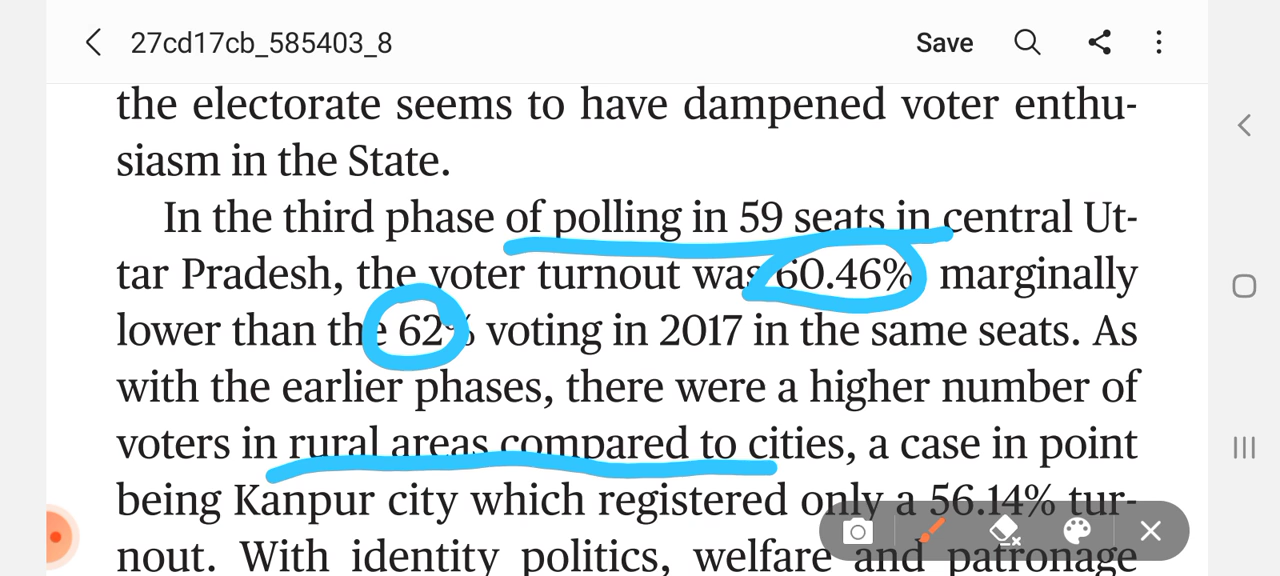 27cd17cb_585403_8 Save
the electorate seems to have dampened voter enthu-
siasm in the State.
In the third phase of polling in 59 seats in central Ut-
tar Pradesh, the voter turnout was 60.46% marginally
lower than the 62% voting in 2017 in the same seats. As
with the earlier phases, there were a higher number of
voters in rural areas compared to cities, a case in point
being Kanpur city which registered only a 56.14% tur-
nout. With identity politics, welfare and patronage